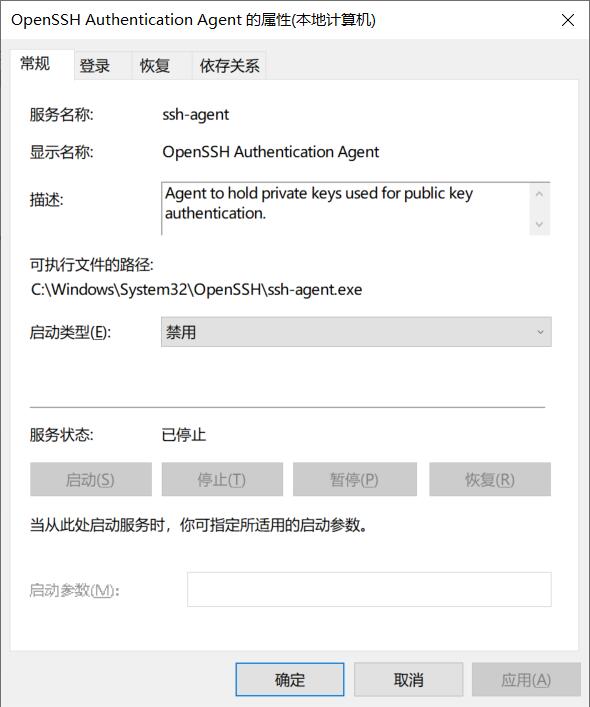 OpenSSH Authentication Agent 的属性(本地计算机)
常规 登录 恢复 依存关系
服务名称: ssh-agent
显示名称: OpenSSH Authentication Agent
描述: Agent to hold private keys used for public key
authentication.
可执行文件的路径:
C:\Windows\System32\OpenSSH\ssh-agent.exe
启动类型(E): 禁用
服务状态: 已停止
启动(S) 停止(T) 暂停(P) 恢复(R)
当从此处启动服务时，你可指定所适用的启动参数。
启动参数(M):
确定 取消 应用(A)